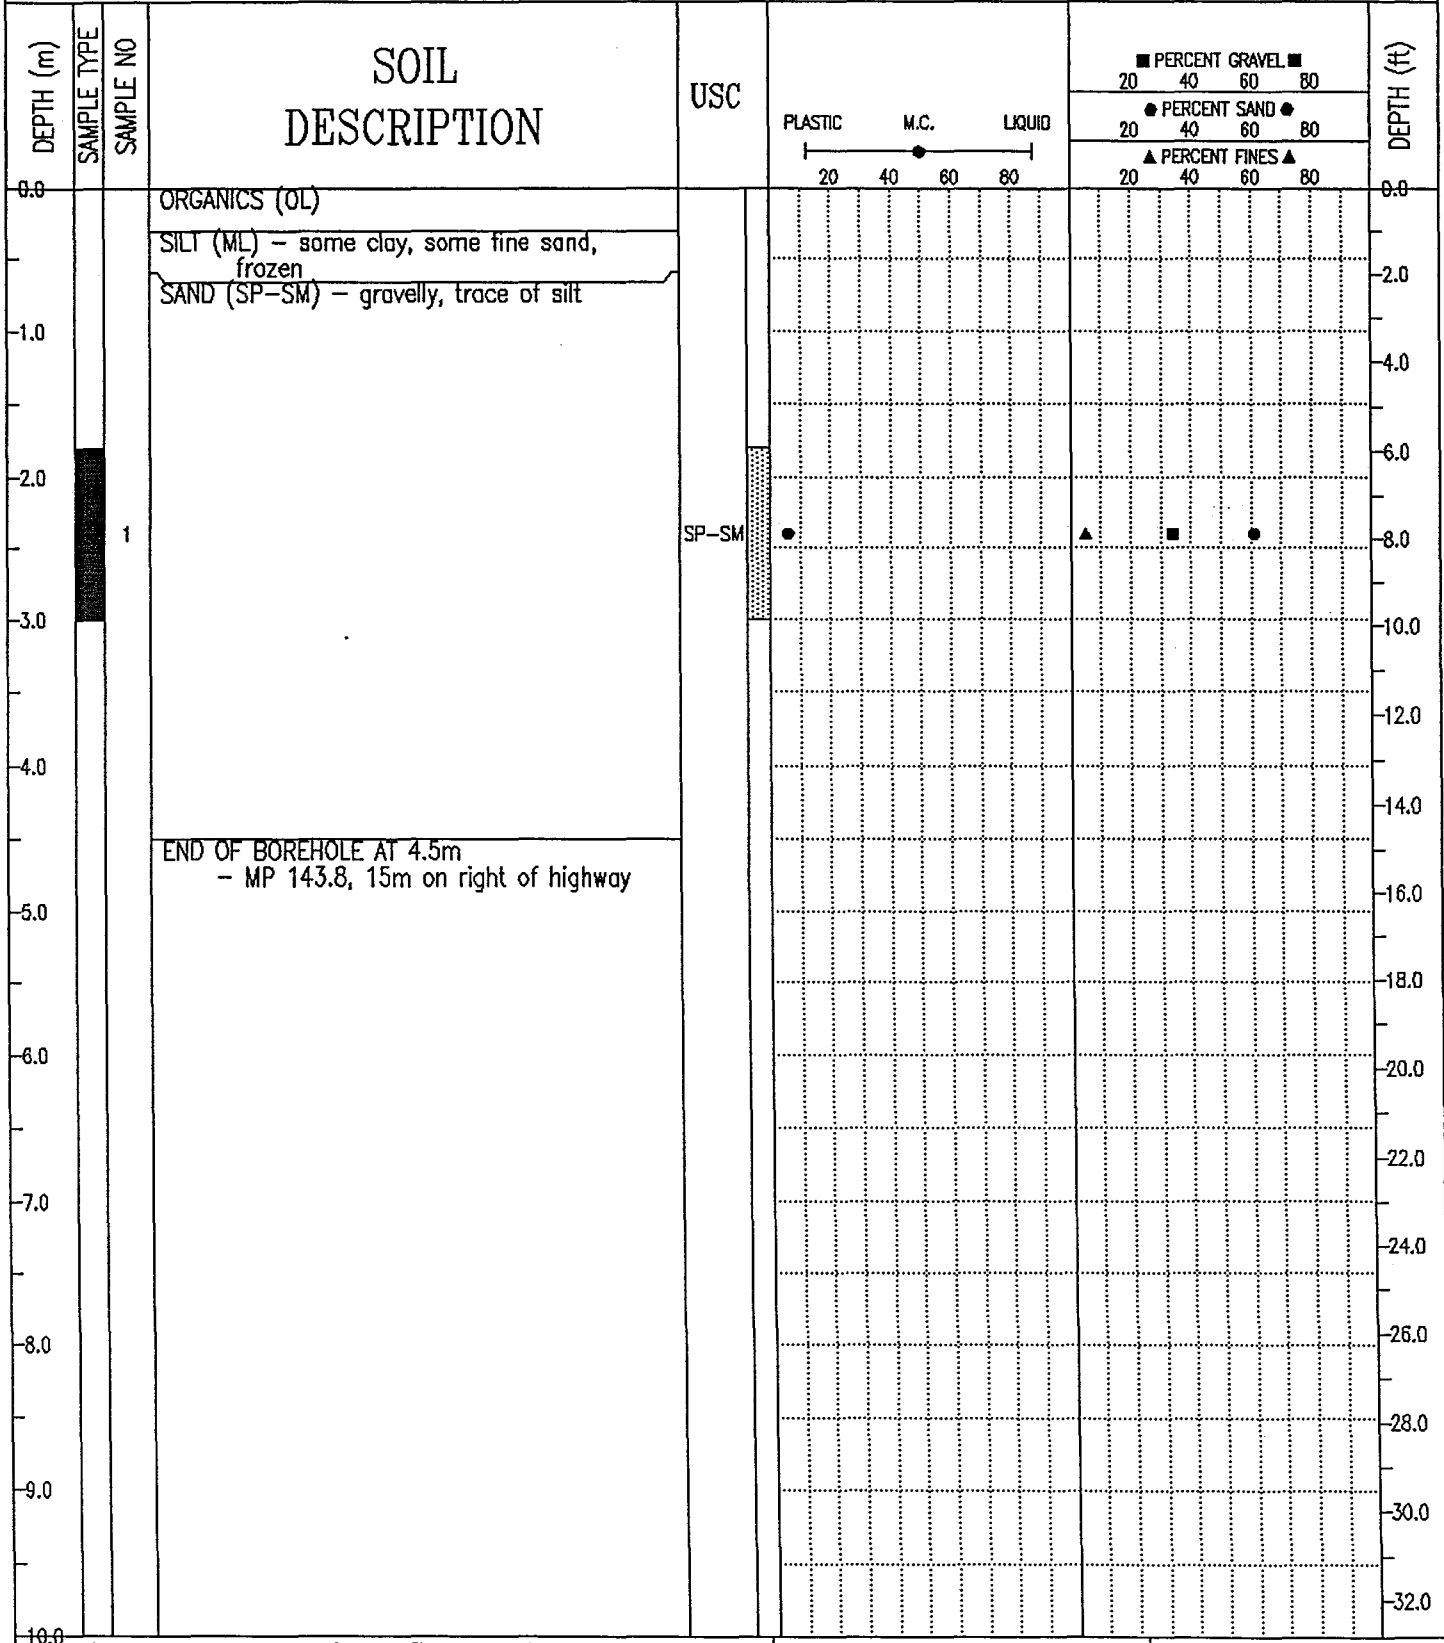 DEPTH (m)
SAMPLE TYPE
SAMPLE NO
SOIL
DESCRIPTION
USC
PLASTIC M.C. LIQUID
20 40 60 80
■ PERCENT GRAVEL ■
20 40 60 80
● PERCENT SAND ●
20 40 60 80
▲ PERCENT FINES ▲
20 40 60 80
DEPTH (ft)
0.0
ORGANICS (OL)
SILT (ML) – some clay, some fine sand,
frozen
SAND (SP–SM) – gravelly, trace of silt
-1.0
-2.0
1
SP–SM
-3.0
-4.0
END OF BOREHOLE AT 4.5m
– MP 143.8, 15m on right of highway
-5.0
-6.0
-7.0
-8.0
-9.0
10.0
0.0
-2.0
-4.0
-6.0
-8.0
-10.0
-12.0
-14.0
-16.0
-18.0
-20.0
-22.0
-24.0
-26.0
-28.0
-30.0
-32.0